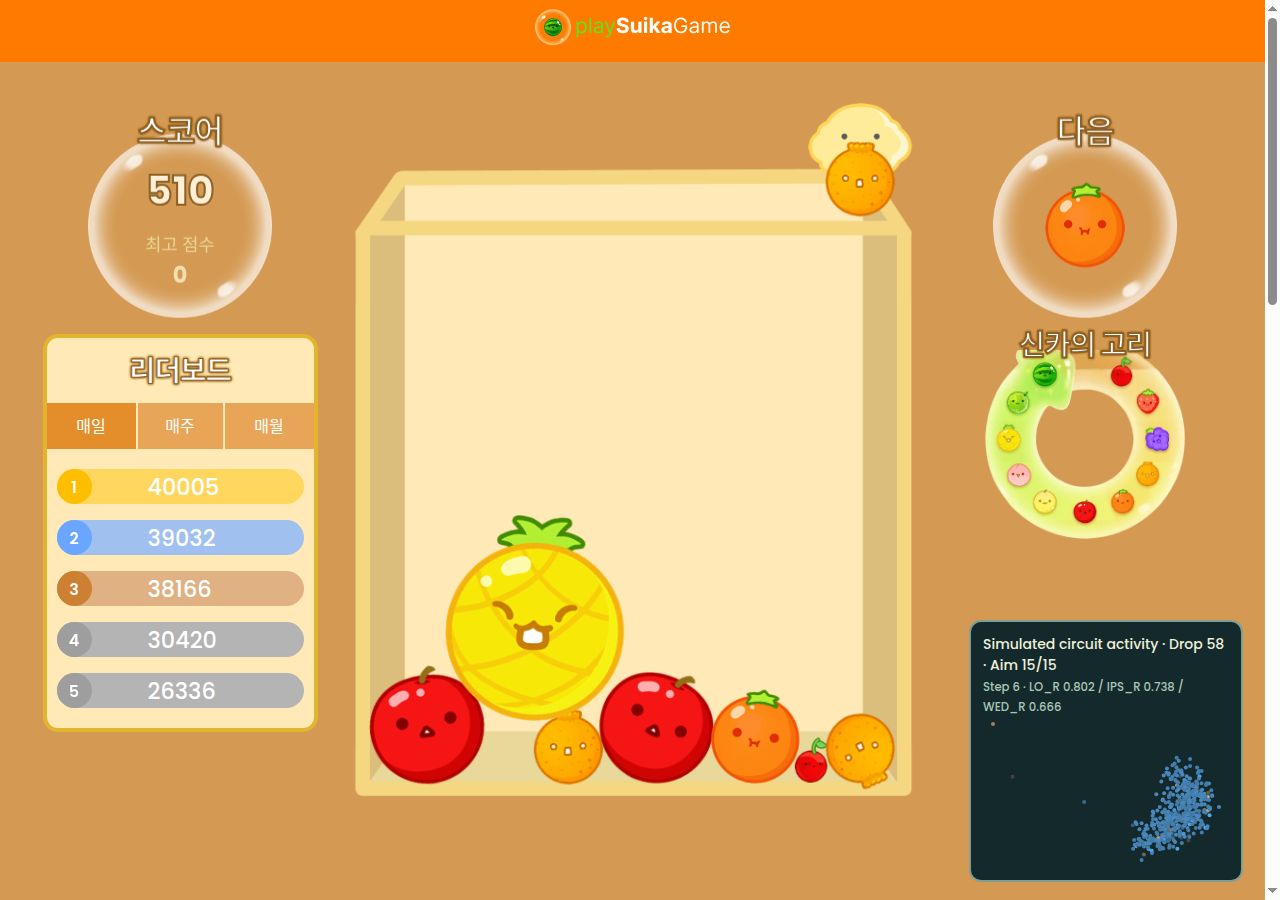 playSuikaGame
스코어
510
최고 점수
0
리더보드
매일 매주 매월
1 40005
2 39032
3 38166
4 30420
5 26336
다음
신카의 고리
Simulated circuit activity · Drop 58
· Aim 15/15
Step 6 · LO_R 0.802 / IPS_R 0.738 /
WED_R 0.666